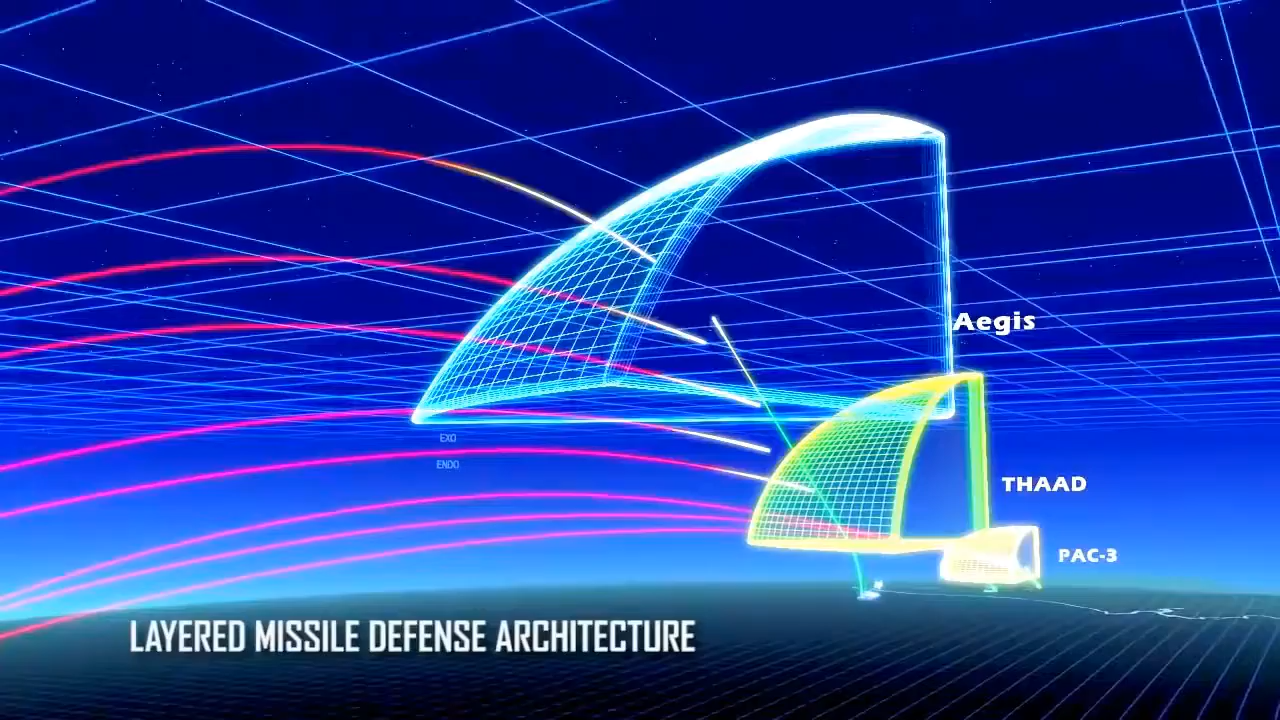 Aegis
EXO
ENDO
THAAD
PAC-3
LAYERED MISSILE DEFENSE ARCHITECTURE